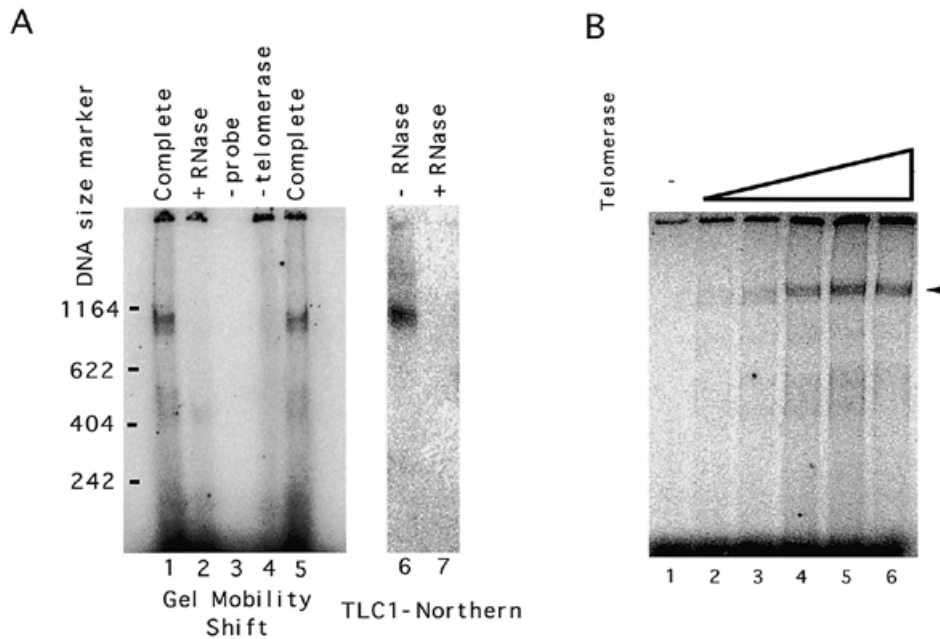 A
DNA size marker
Complete
+ RNase
- probe
- telomerase
Complete
- RNase
+ RNase
1164
622
404
242
1 2 3 4 5
6 7
Gel Mobility
Shift
TLC1-Northern
B
Telomerase
-
1 2 3 4 5 6